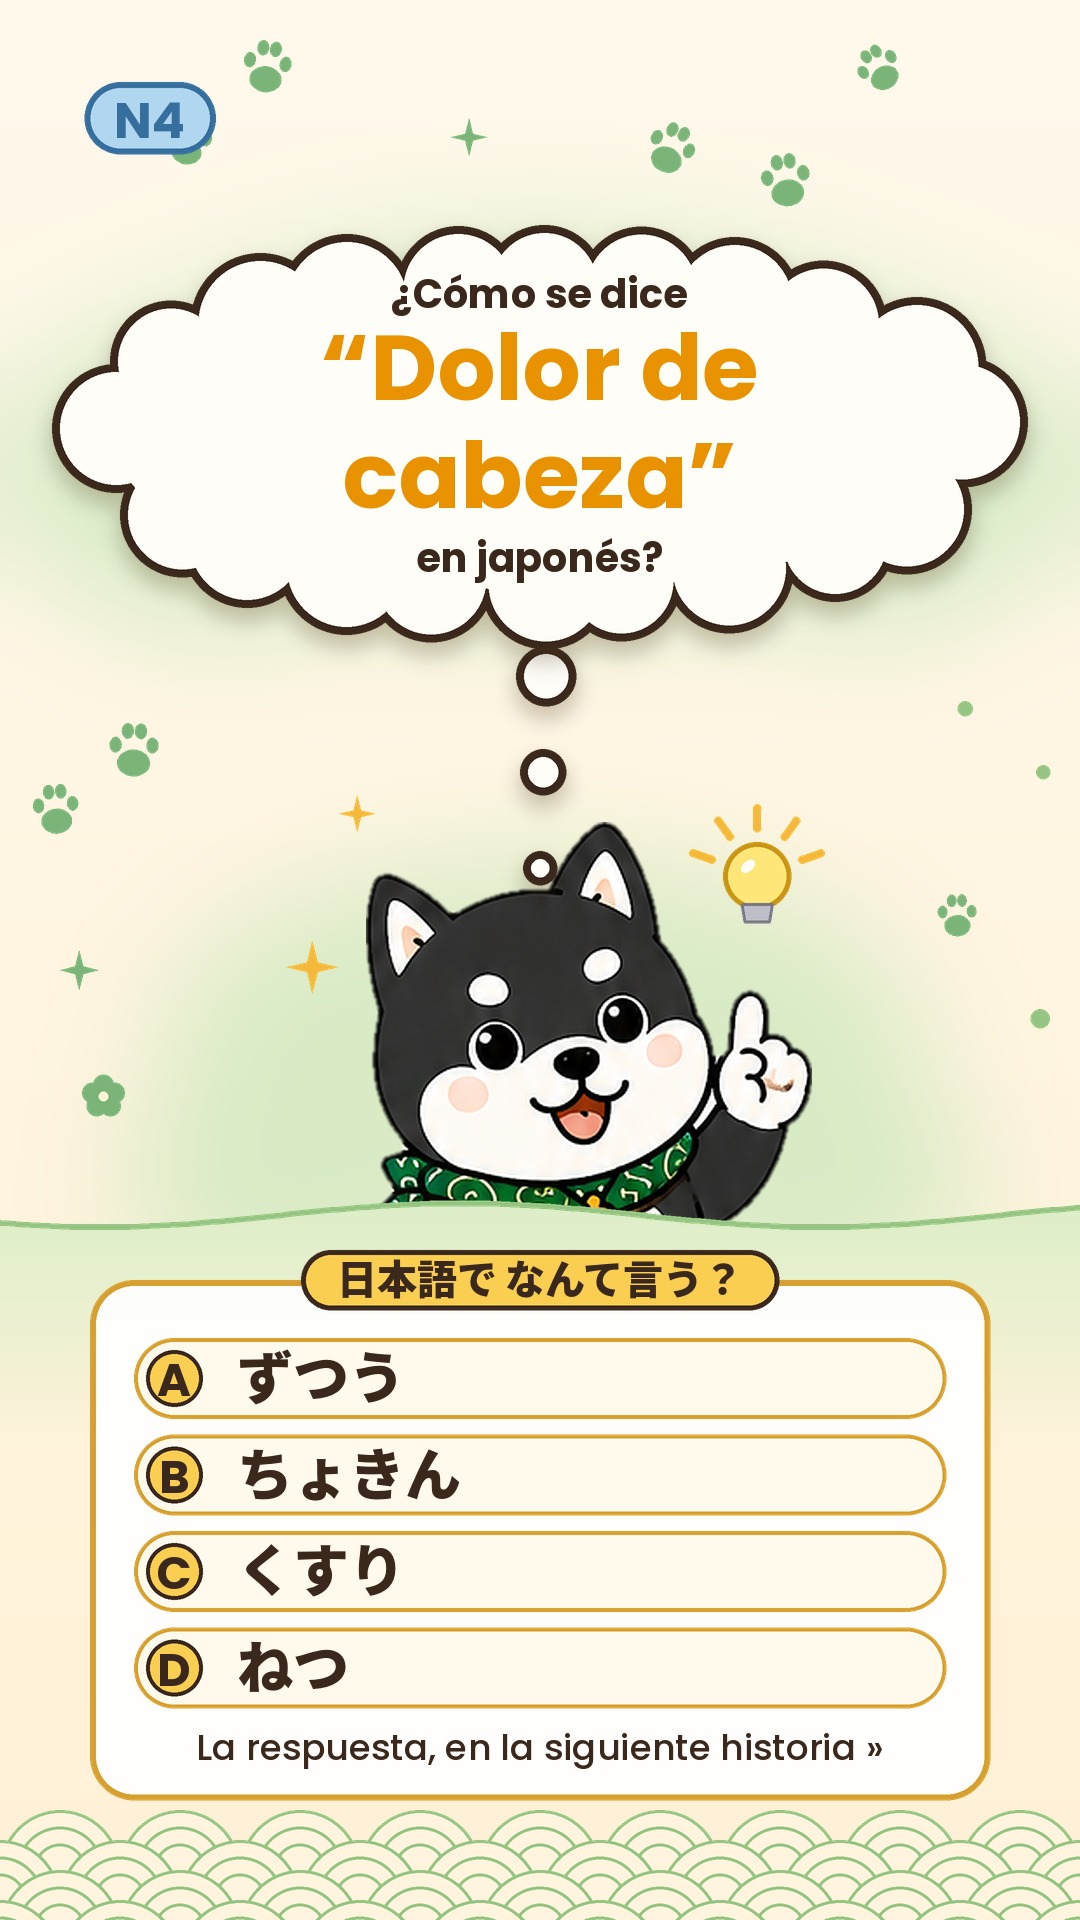 N4
¿Cómo se dice
“Dolor de
cabeza”
en japonés?
日本語で なんて言う？
A ずつう
B ちょきん
C くすり
D ねつ
La respuesta, en la siguiente historia »